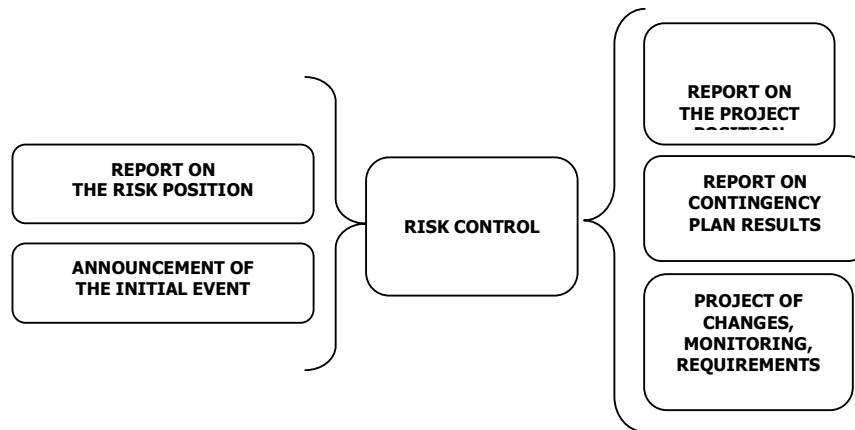 REPORT ON
THE RISK POSITION
ANNOUNCEMENT OF
THE INITIAL EVENT
RISK CONTROL
REPORT ON
THE PROJECT
POSITION
REPORT ON
CONTINGENCY
PLAN RESULTS
PROJECT OF
CHANGES,
MONITORING,
REQUIREMENTS